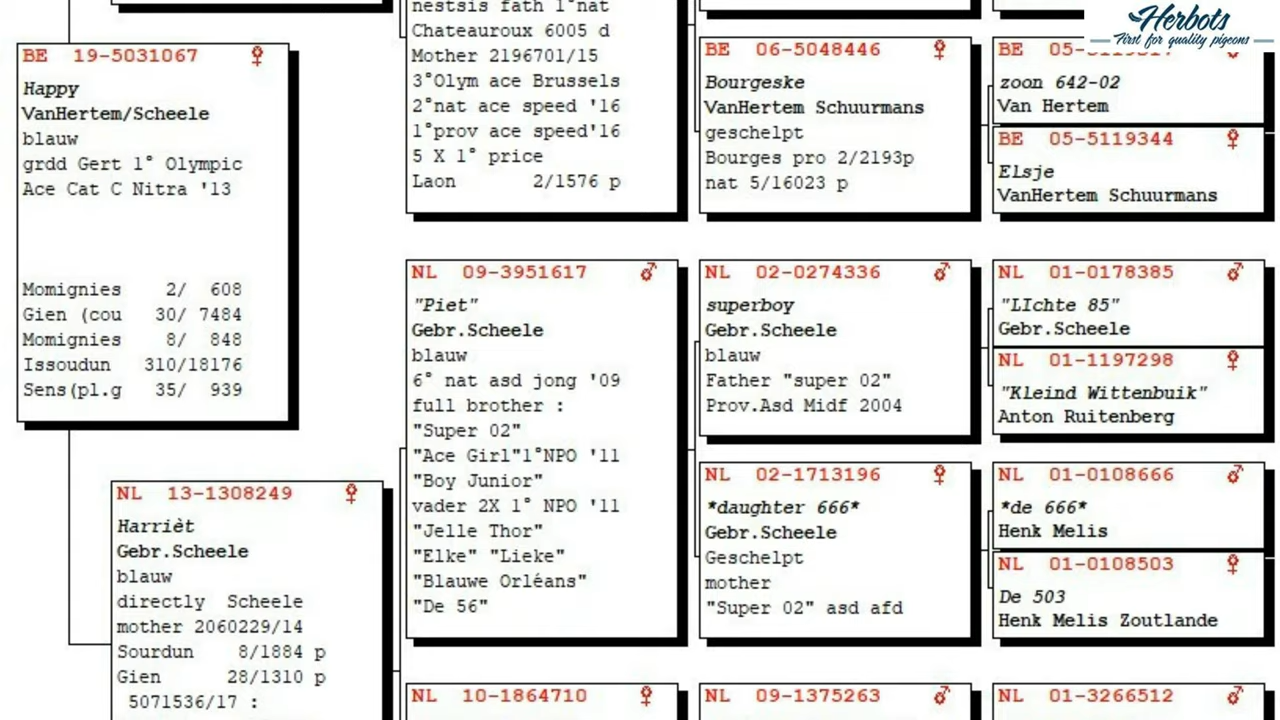 Herbots
First for quality pigeons
BE 19-5031067 ♀
Happy
VanHertem/Scheele
blauw
grdd Gert 1° Olympic
Ace Cat C Nitra '13
Momignies 2/ 608
Gien (cou 30/ 7484
Momignies 8/ 848
Issoudun 310/18176
Sens(pl.g 35/ 939
NL 13-1308249 ♀
Harrièt
Gebr.Scheele
blauw
directly Scheele
mother 2060229/14
Sourdun 8/1884 p
Gien 28/1310 p
5071536/17 :
nestsis fath 1°nat
Chateauroux 6005 d
Mother 2196701/15
3°Olym ace Brussels
2°nat ace speed '16
1°prov ace speed'16
5 X 1° price
Laon 2/1576 p
NL 09-3951617 ♂
"Piet"
Gebr.Scheele
blauw
6° nat asd jong '09
full brother :
"Super 02"
"Ace Girl"1°NPO '11
"Boy Junior"
vader 2X 1° NPO '11
"Jelle Thor"
"Elke" "Lieke"
"Blauwe Orléans"
"De 56"
NL 10-1864710 ♀
BE 06-5048446 ♀
Bourgeske
VanHertem Schuurmans
geschelpt
Bourges pro 2/2193p
nat 5/16023 p
NL 02-0274336 ♂
superboy
Gebr.Scheele
blauw
Father "super 02"
Prov.Asd Midf 2004
NL 02-1713196 ♀
*daughter 666*
Gebr.Scheele
Geschelpt
mother
"Super 02" asd afd
NL 09-1375263 ♂
BE
zoon 642-02
Van Hertem
BE 05-5119344 ♀
Elsje
VanHertem Schuurmans
NL 01-0178385 ♂
"LIchte 85"
Gebr.Scheele
NL 01-1197298 ♀
"Kleind Wittenbuik"
Anton Ruitenberg
NL 01-0108666 ♂
*de 666*
Henk Melis
NL 01-0108503 ♀
De 503
Henk Melis Zoutlande
NL 01-3266512 ♂